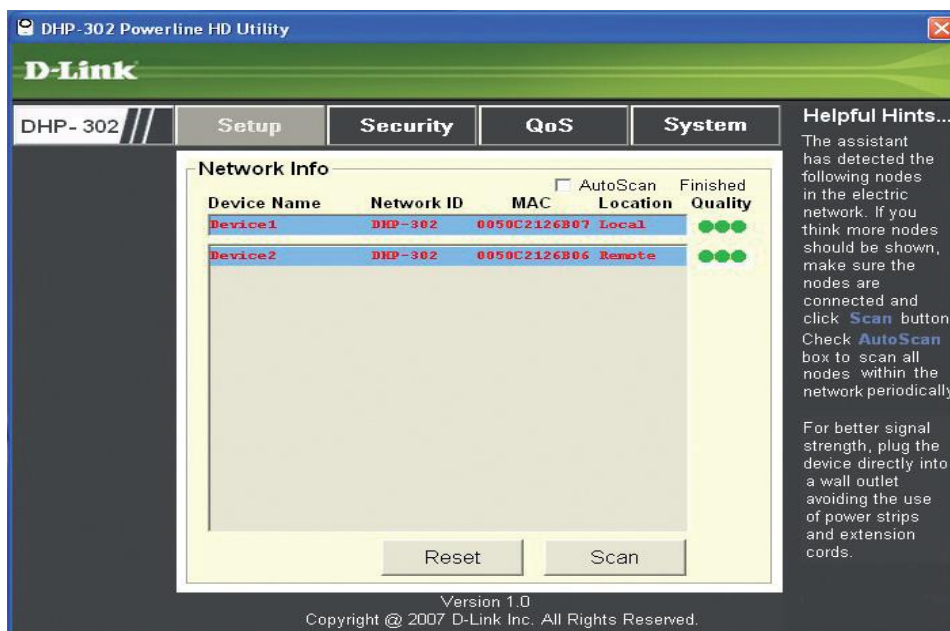 DHP-302 Powerline HD Utility
D-Link
DHP-302
Setup
Security
QoS
System
Network Info
AutoScan Finished
Device Name Network ID MAC Location Quality
Device1 DHP-302 0050C2126B07 Local
Device2 DHP-302 0050C2126B06 Remote
Reset
Scan
Helpful Hints...
The assistant
has detected the
following nodes
in the electric
network. If you
think more nodes
should be shown,
make sure the
nodes are
connected and
click Scan button
Check AutoScan
box to scan all
nodes within the
network periodically
For better signal
strength, plug the
device directly into
a wall outlet
avoiding the use
of power strips
and extension
cords.
Version 1.0
Copyright @ 2007 D-Link Inc. All Rights Reserved.